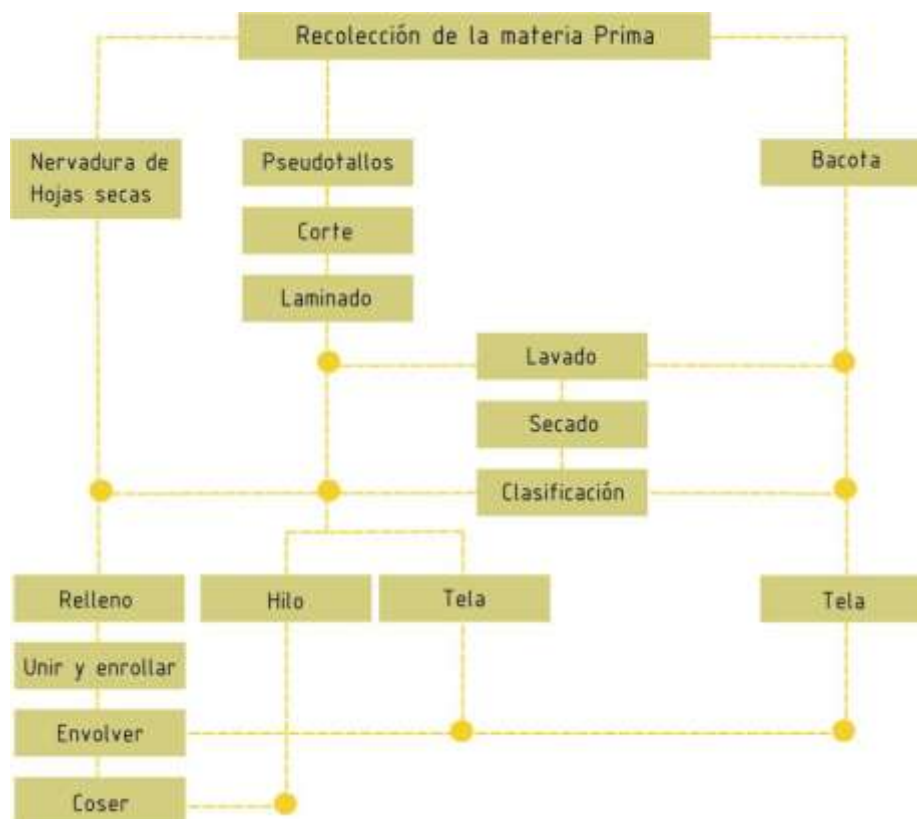 Recolección de la materia Prima
Nervadura de
Hojas secas
Pseudotallos
Bacota
Corte
Laminado
Lavado
Secado
Clasificación
Relleno
Hilo
Tela
Tela
Unir y enrollar
Envolver
Coser